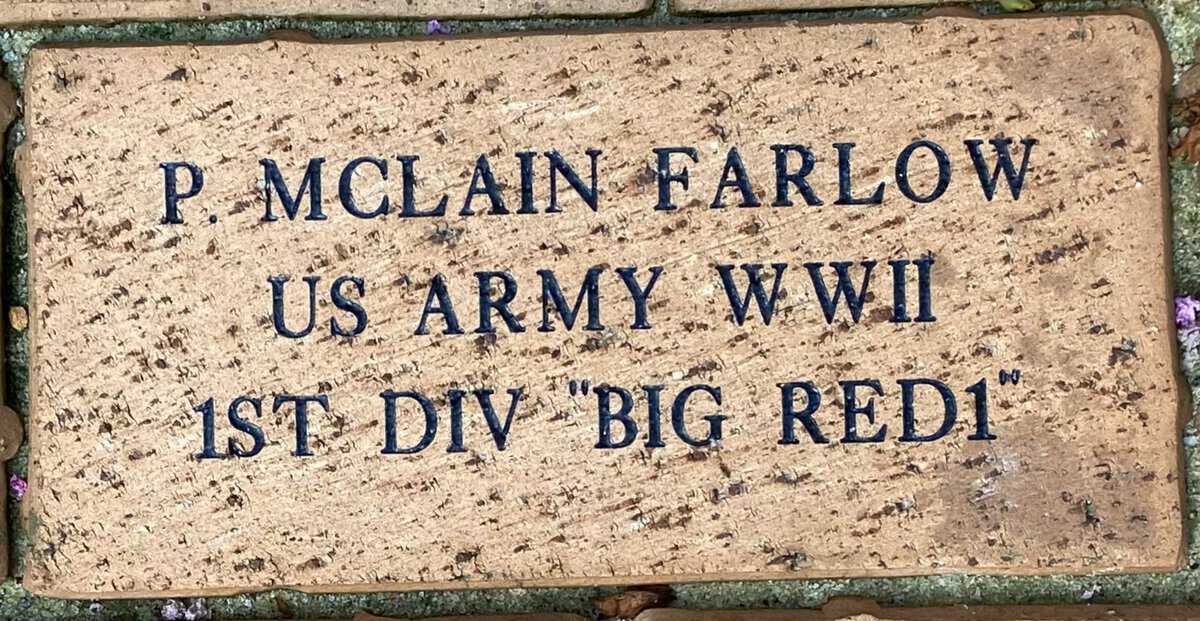 P. MCLAIN FARLOW
US ARMY WWII
1ST DIV "BIG RED1"